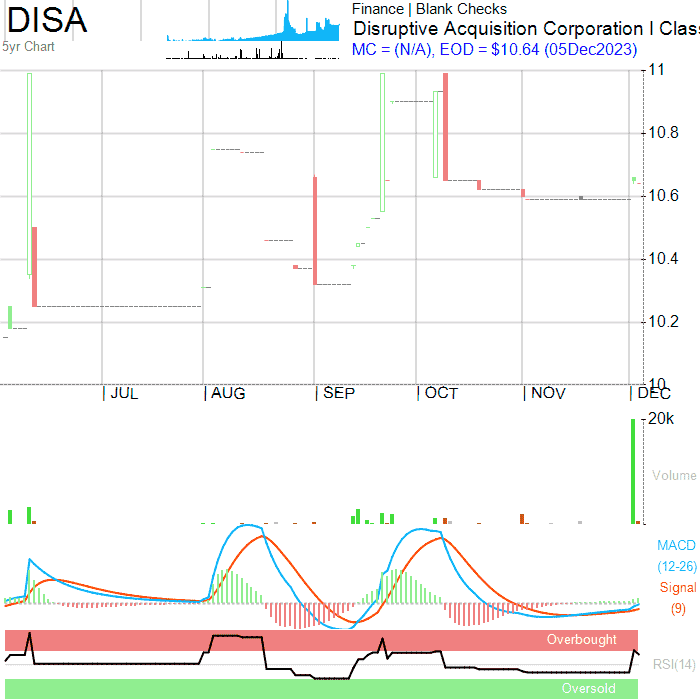 DISA
5yr Chart
Finance | Blank Checks
Disruptive Acquisition Corporation I Clas
MC = (N/A), EOD = $10.64 (05Dec2023)
11
10.8
10.6
10.4
10.2
10
JUL AUG SEP OCT NOV DEC
20k
Volume
MACD
(12-26)
Signal
(9)
Overbought
RSI(14)
Oversold